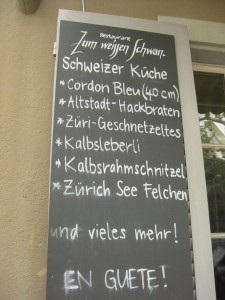 Restaurant
Zum weissen Schwan.
Schweizer Küche
*Cordon Bleu (40 cm)
*Altstadt-Hackbraten
*Züri-Geschnetzeltes
*Kalbsleberli
*Kalbsrahmschnitzel
*Zürich See Felchen
und vieles mehr!
EN GUETE!